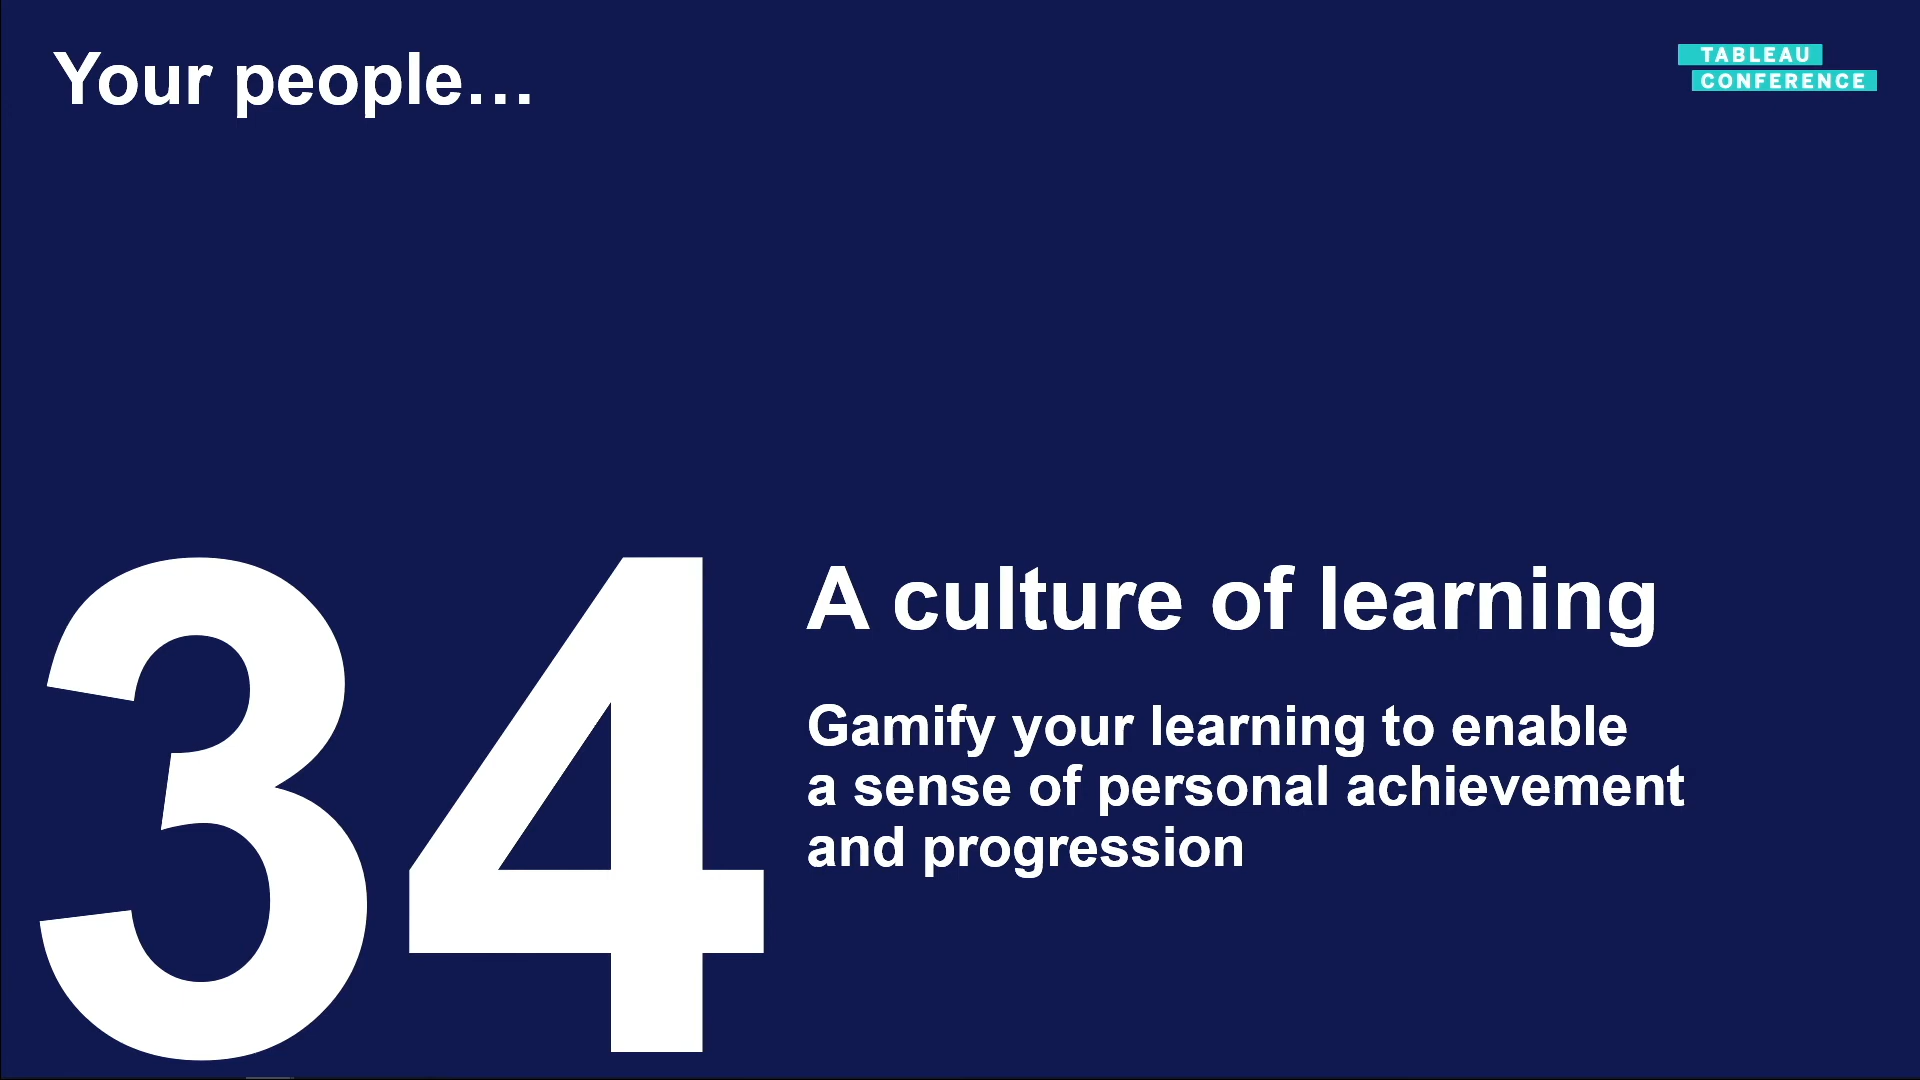 Your people…
TABLEAU
CONFERENCE
34
A culture of learning
Gamify your learning to enable
a sense of personal achievement
and progression